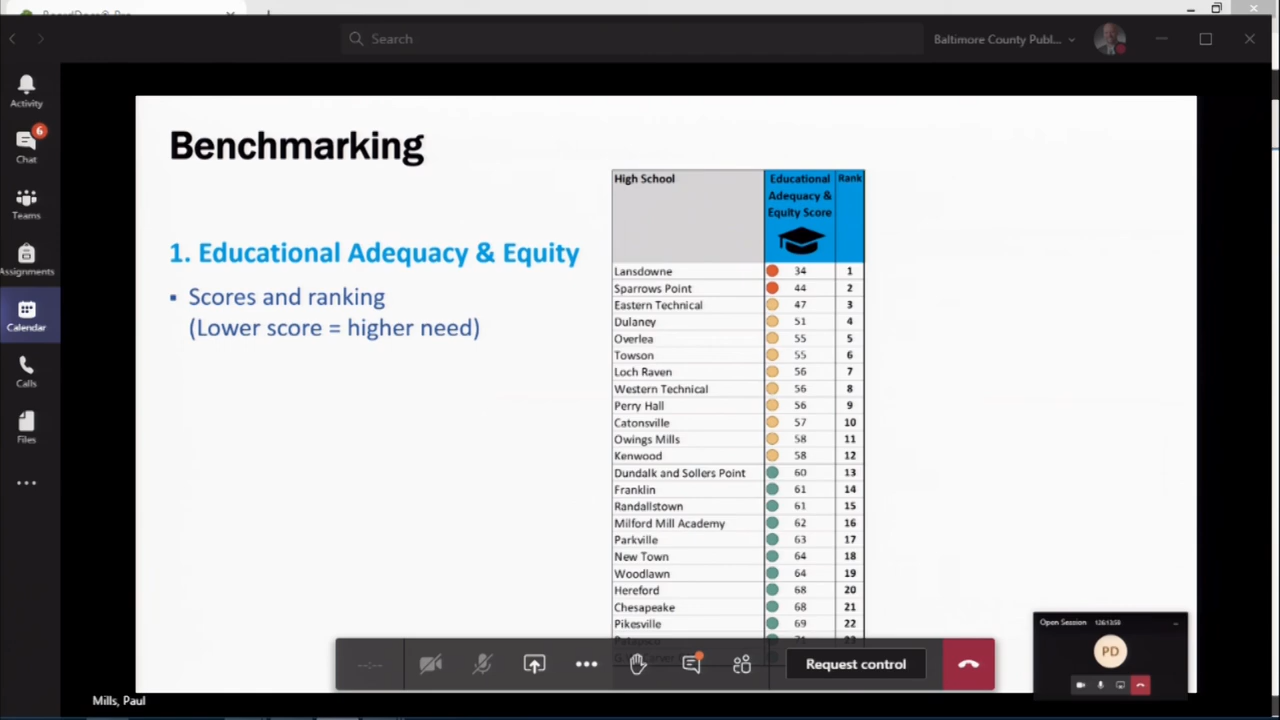 BoardDocs® Pro
Search
Baltimore County Publ...
Activity
6
Chat
Teams
Assignments
Calendar
Calls
Files
Benchmarking
1. Educational Adequacy & Equity
▪ Scores and ranking
(Lower score = higher need)
High School Educational Adequacy & Equity Score Rank
Lansdowne 34 1
Sparrows Point 44 2
Eastern Technical 47 3
Dulaney 51 4
Overlea 55 5
Towson 55 6
Loch Raven 56 7
Western Technical 56 8
Perry Hall 56 9
Catonsville 57 10
Owings Mills 58 11
Kenwood 58 12
Dundalk and Sollers Point 60 13
Franklin 61 14
Randallstown 61 15
Milford Mill Academy 62 16
Parkville 63 17
New Town 64 18
Woodlawn 64 19
Hereford 68 20
Chesapeake 68 21
Pikesville 69 22
Patapsco 71 23
--:--
Request control
Open Session
PD
Mills, Paul